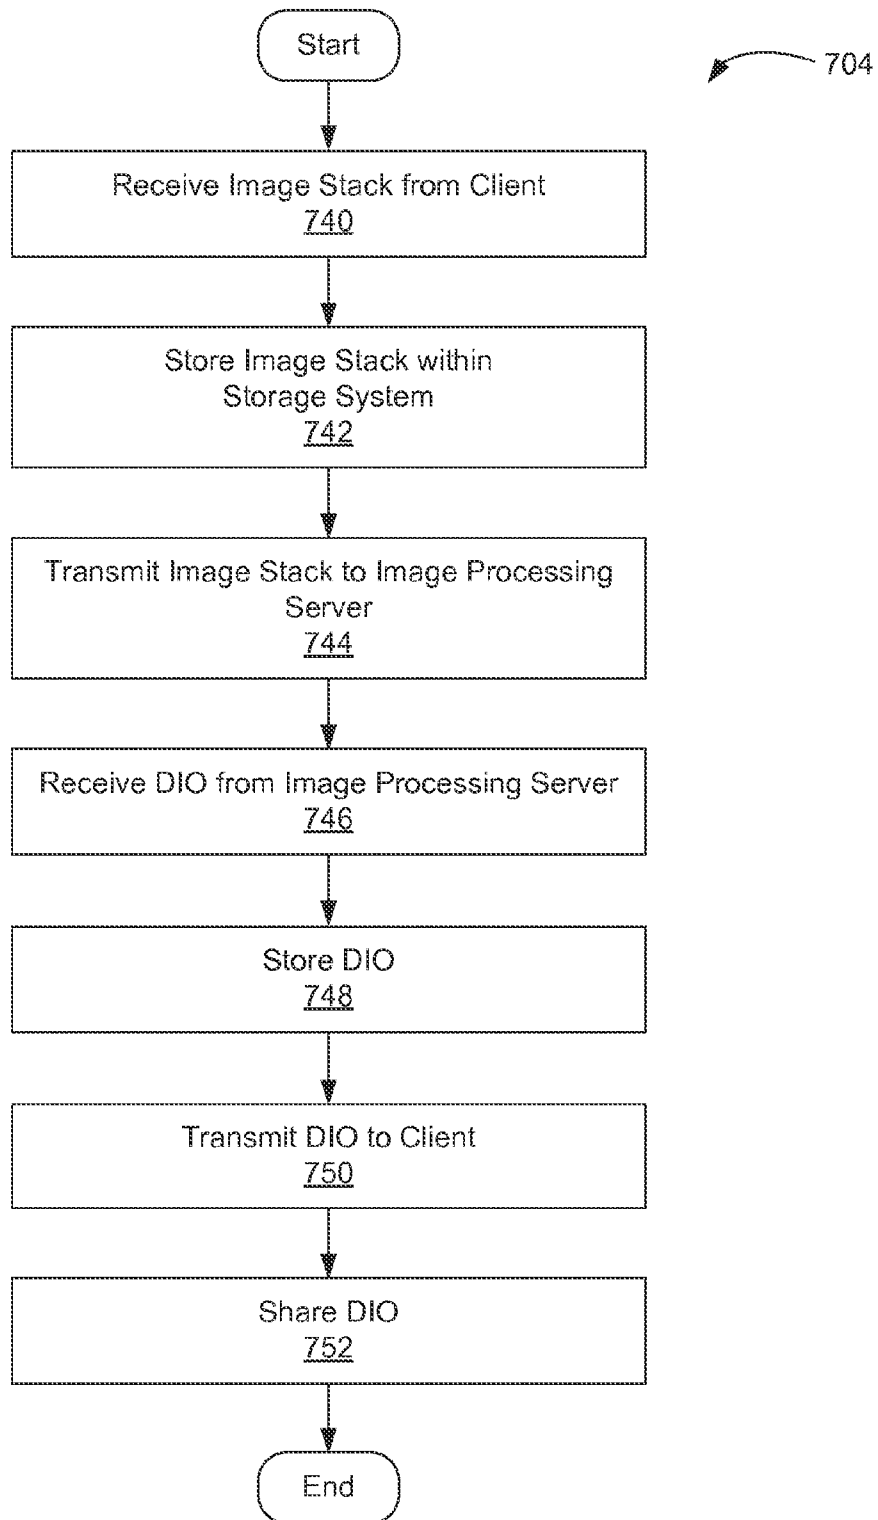 Start
704
Receive Image Stack from Client
740
Store Image Stack within
Storage System
742
Transmit Image Stack to Image Processing
Server
744
Receive DIO from Image Processing Server
746
Store DIO
748
Transmit DIO to Client
750
Share DIO
752
End